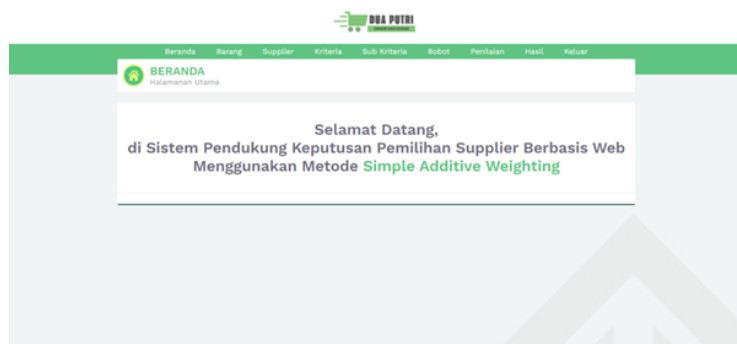 DUA PUTRI
Beranda Barang Supplier Kriteria Sub Kriteria Bobot Penilaian Hasil Keluar
BERANDA
Halamanan Utama
Selamat Datang,
di Sistem Pendukung Keputusan Pemilihan Supplier Berbasis Web
Menggunakan Metode Simple Additive Weighting